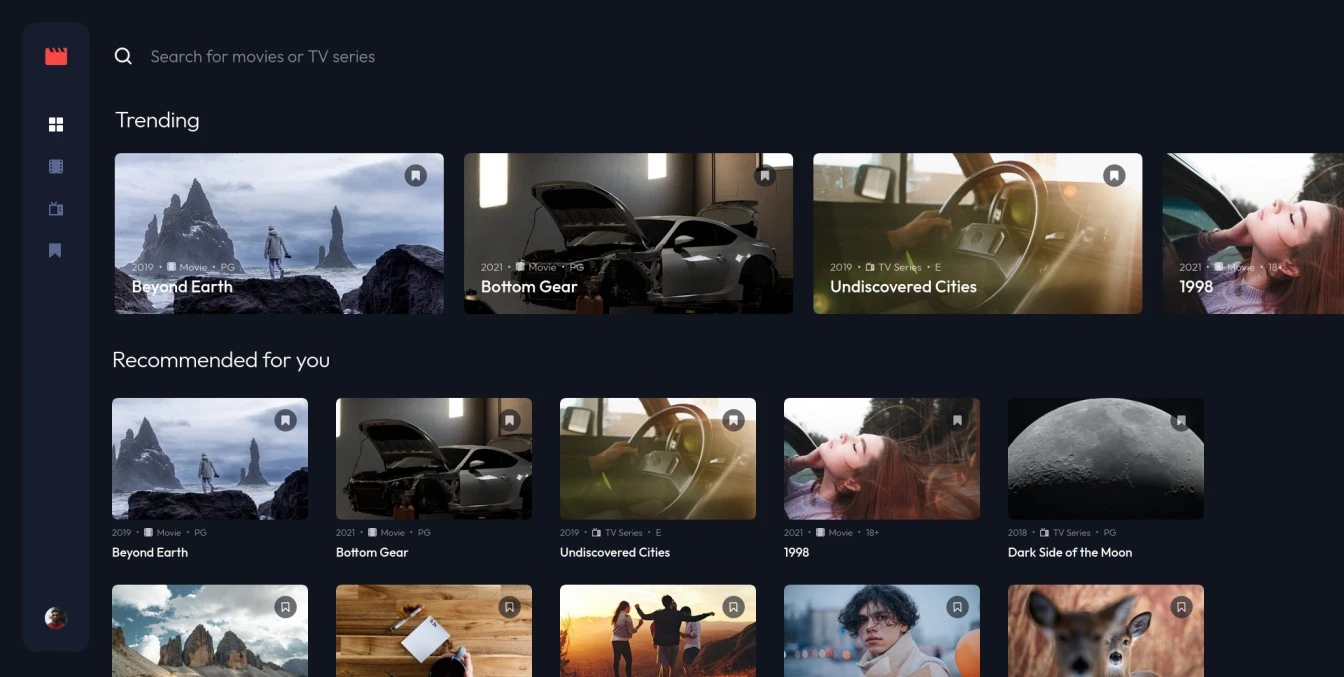 Search for movies or TV series
Trending
2019 • Movie • PG
Beyond Earth
2021 • Movie • PG
Bottom Gear
2019 • TV Series • E
Undiscovered Cities
2021 • Movie • 18+
1998
Recommended for you
2019 • Movie • PG
Beyond Earth
2021 • Movie • PG
Bottom Gear
2019 • TV Series • E
Undiscovered Cities
2021 • Movie • 18+
1998
2018 • TV Series • PG
Dark Side of the Moon